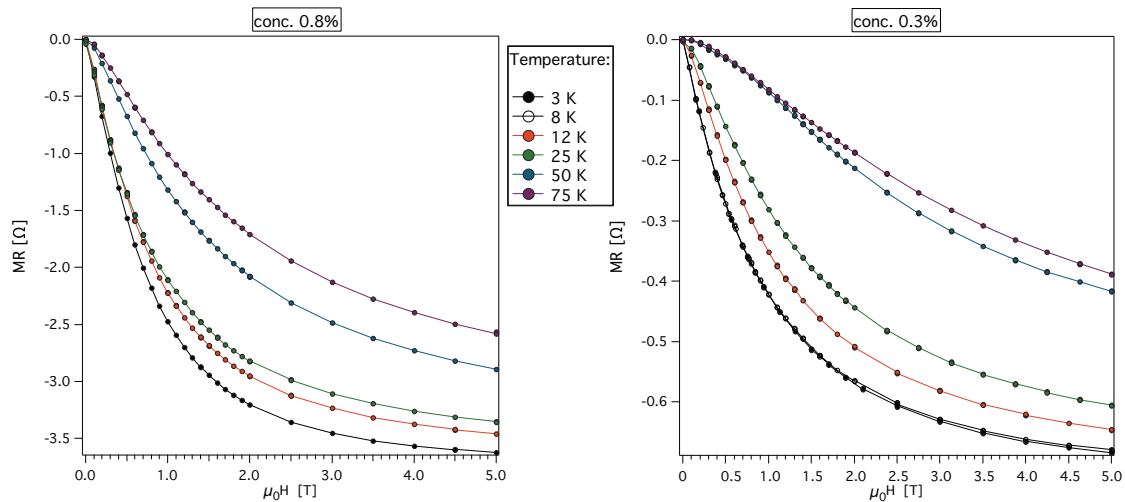 conc. 0.8%
0.0
-0.5
-1.0
-1.5
-2.0
-2.5
-3.0
-3.5
MR [Ω]
0.0 1.0 2.0 3.0 4.0 5.0
μ0H [T]
Temperature:
3 K
8 K
12 K
25 K
50 K
75 K
conc. 0.3%
0.0
-0.1
-0.2
-0.3
-0.4
-0.5
-0.6
MR [Ω]
0 0.5 1.0 1.5 2.0 2.5 3.0 3.5 4.0 4.5 5.0
μ0H [T]